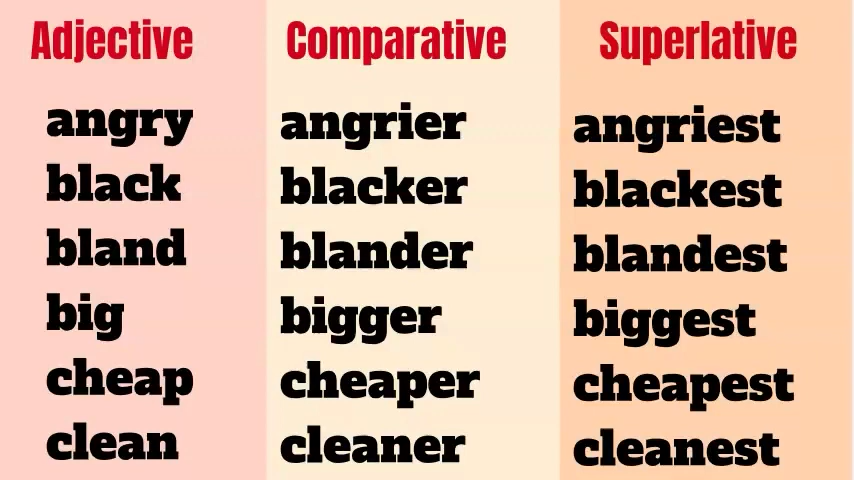 Adjective Comparative Superlative
angry angrier angriest
black blacker blackest
bland blander blandest
big bigger biggest
cheap cheaper cheapest
clean cleaner cleanest